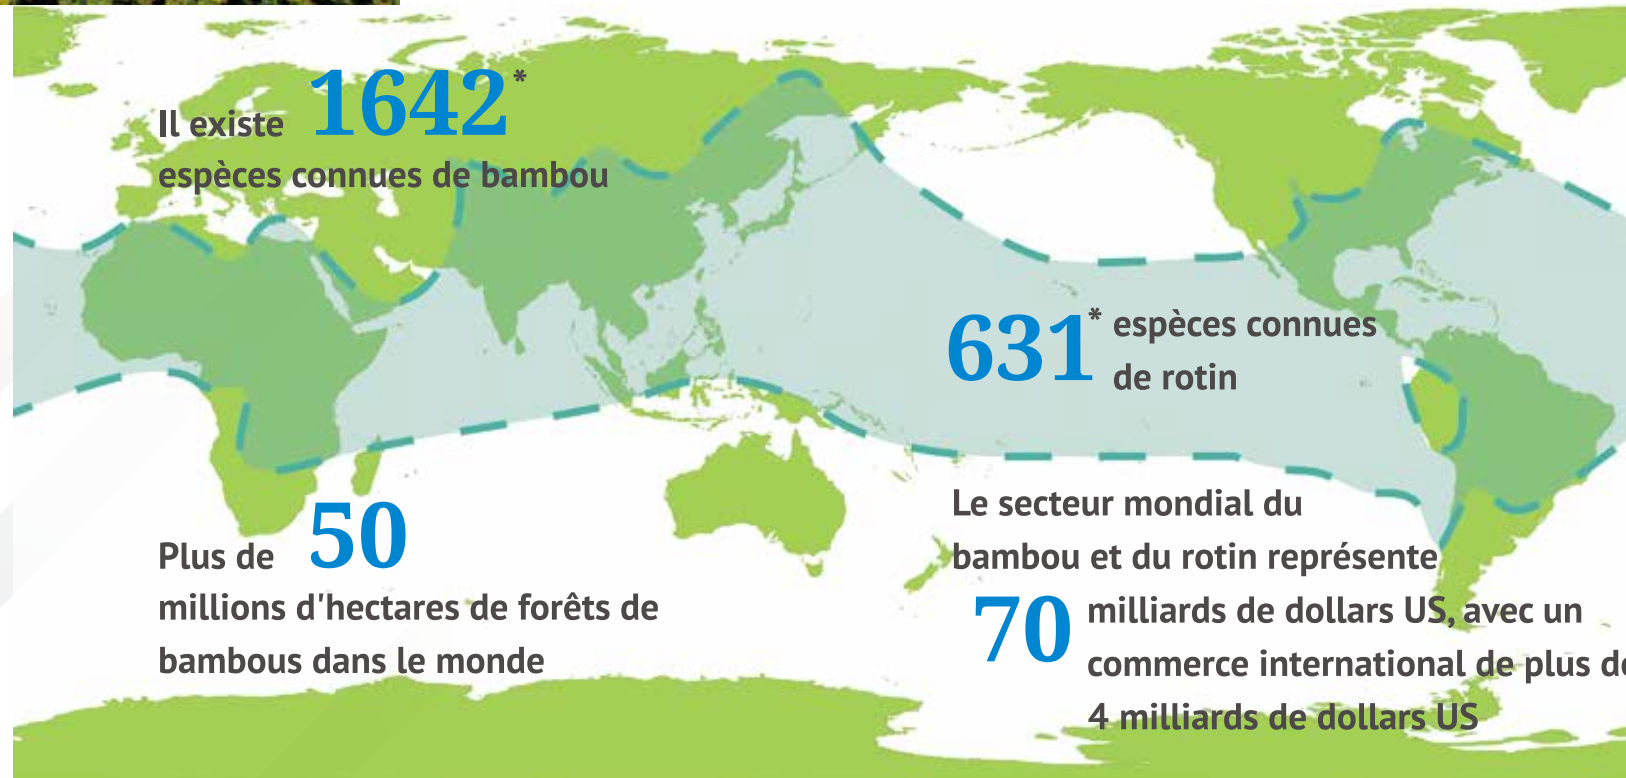 Il existe 1642*
espèces connues de bambou
631* espèces connues
de rotin
Plus de 50
millions d'hectares de forêts de
bambous dans le monde
Le secteur mondial du
bambou et du rotin représente
70 milliards de dollars US, avec un
commerce international de plus de
4 milliards de dollars US